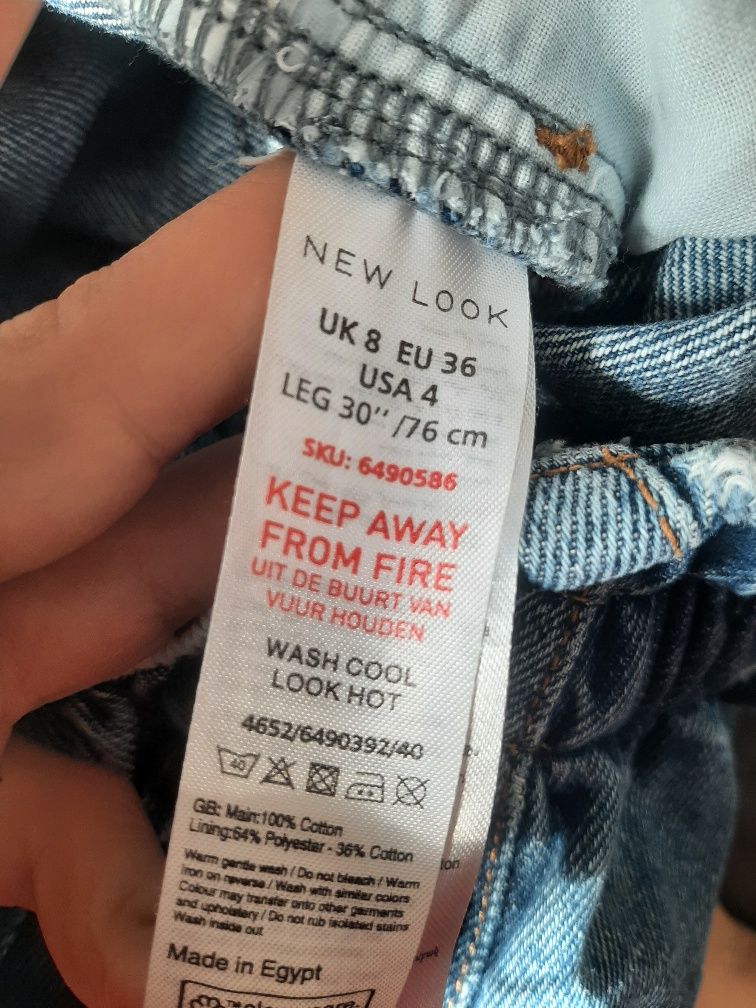 NEW LOOK
UK 8 EU 36
USA 4
LEG 30'' /76 cm
SKU: 6490586
KEEP AWAY
FROM FIRE
UIT DE BUURT VAN
VUUR HOUDEN
WASH COOL
LOOK HOT
4652/6490392/40
40
GB: Main:100% Cotton
Lining:64% Polyester - 36% Cotton
Warm gentle wash / Do not bleach / Warm
iron on reverse / Wash with similar colors
Colour may transfer onto other garments
and upholstery / Do not rub isolated stains
Wash inside out
Made in Egypt